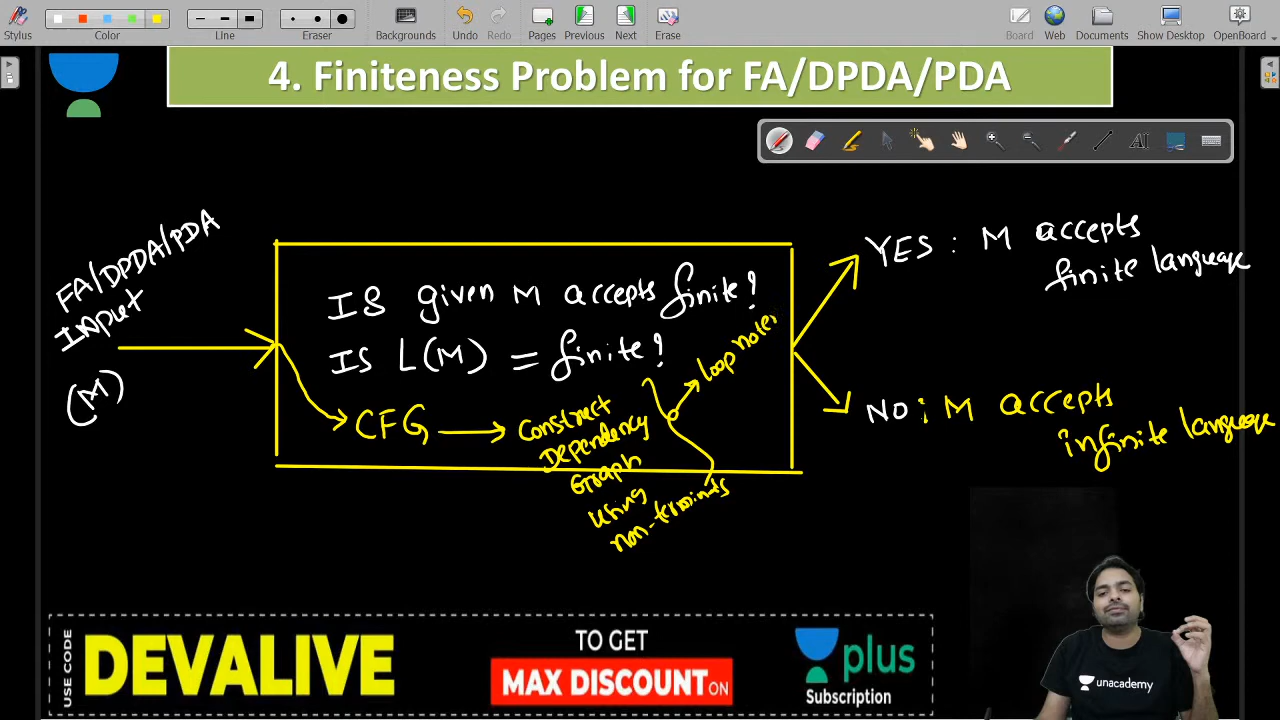 Stylus
Color
Line
Eraser
Backgrounds
Undo
Redo
Pages
Previous
Next
Erase
Board
Web
Documents
Show Desktop
OpenBoard
4. Finiteness Problem for FA/DPDA/PDA
FA/DPDA/PDA
Input
(M)
IS given M accepts finite?
IS L(M) = finite?
CFG
Construct
Dependency
Graph
using
non-terminals
loop
YES : M accepts
finite language
NO : M accepts
infinite language
USE CODE
DEVALIVE
TO GET
MAX DISCOUNT ON
plus
Subscription
unacademy